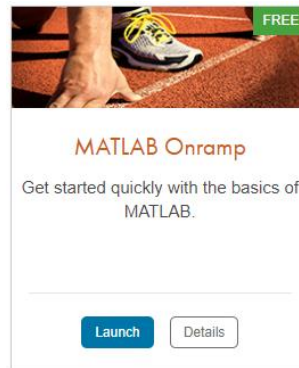 FREE
MATLAB Onramp
Get started quickly with the basics of
MATLAB.
Launch
Details